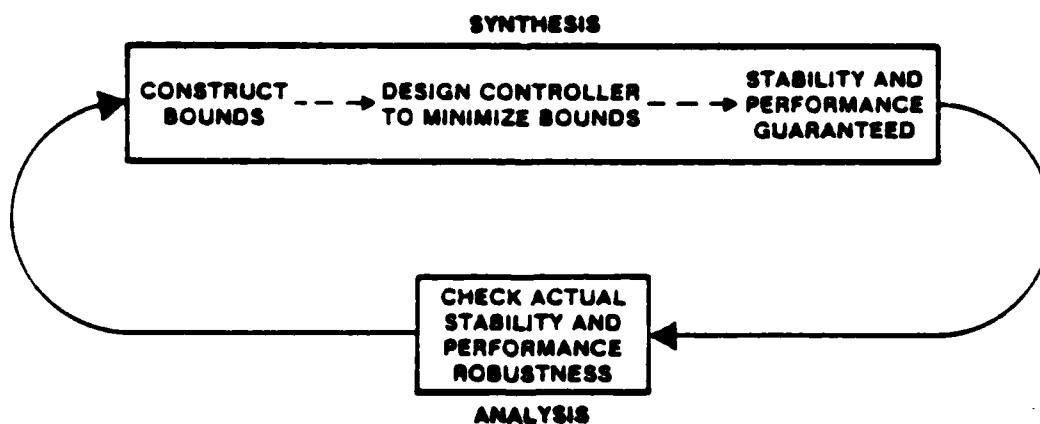 SYNTHESIS
CONSTRUCT
BOUNDS
DESIGN CONTROLLER
TO MINIMIZE BOUNDS
STABILITY AND
PERFORMANCE
GUARANTEED
CHECK ACTUAL
STABILITY AND
PERFORMANCE
ROBUSTNESS
ANALYSIS